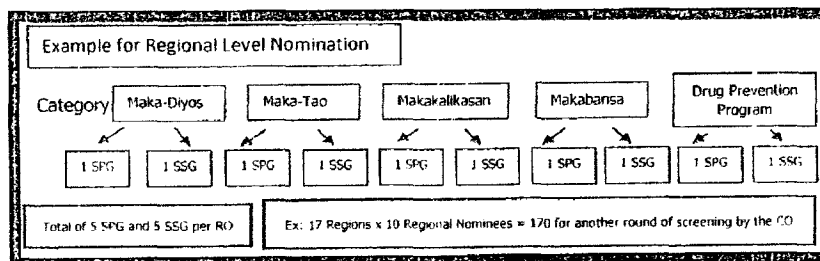 Example for Regional Level Nomination
Category: Maka-Diyos Maka-Tao Makakalikasan Makabansa Drug Prevention Program
1 SPG 1 SSG 1 SPG 1 SSG 1 SPG 1 SSG 1 SPG 1 SSG 1 SPG 1 SSG
Total of 5 SPG and 5 SSG per RO
Ex: 17 Regions x 10 Regional Nominees = 170 for another round of screening by the CO